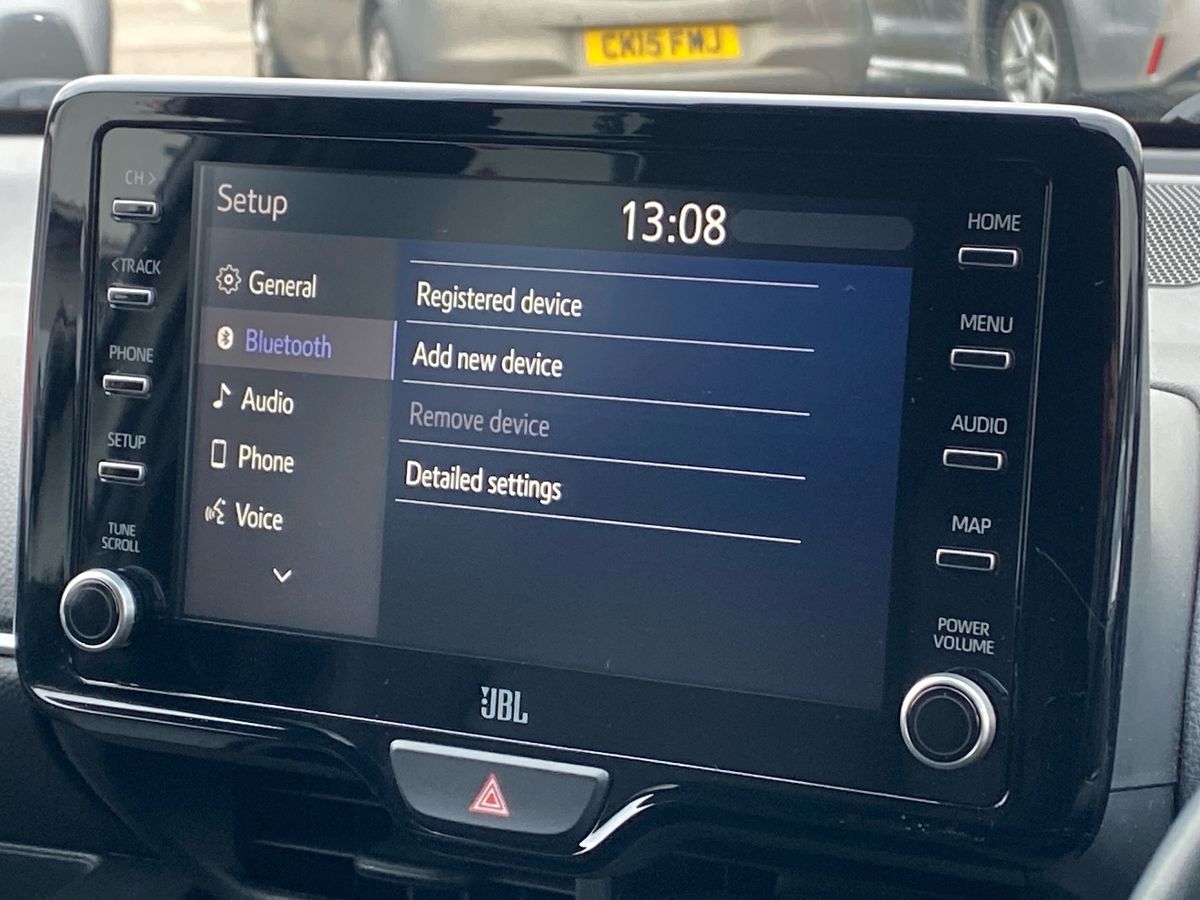 CK15 FWJ
CH >
< TRACK
PHONE
SETUP
TUNE
SCROLL
Setup
13:08
General
Bluetooth
Audio
Phone
Voice
Registered device
Add new device
Remove device
Detailed settings
HOME
MENU
AUDIO
MAP
POWER
VOLUME
JBL